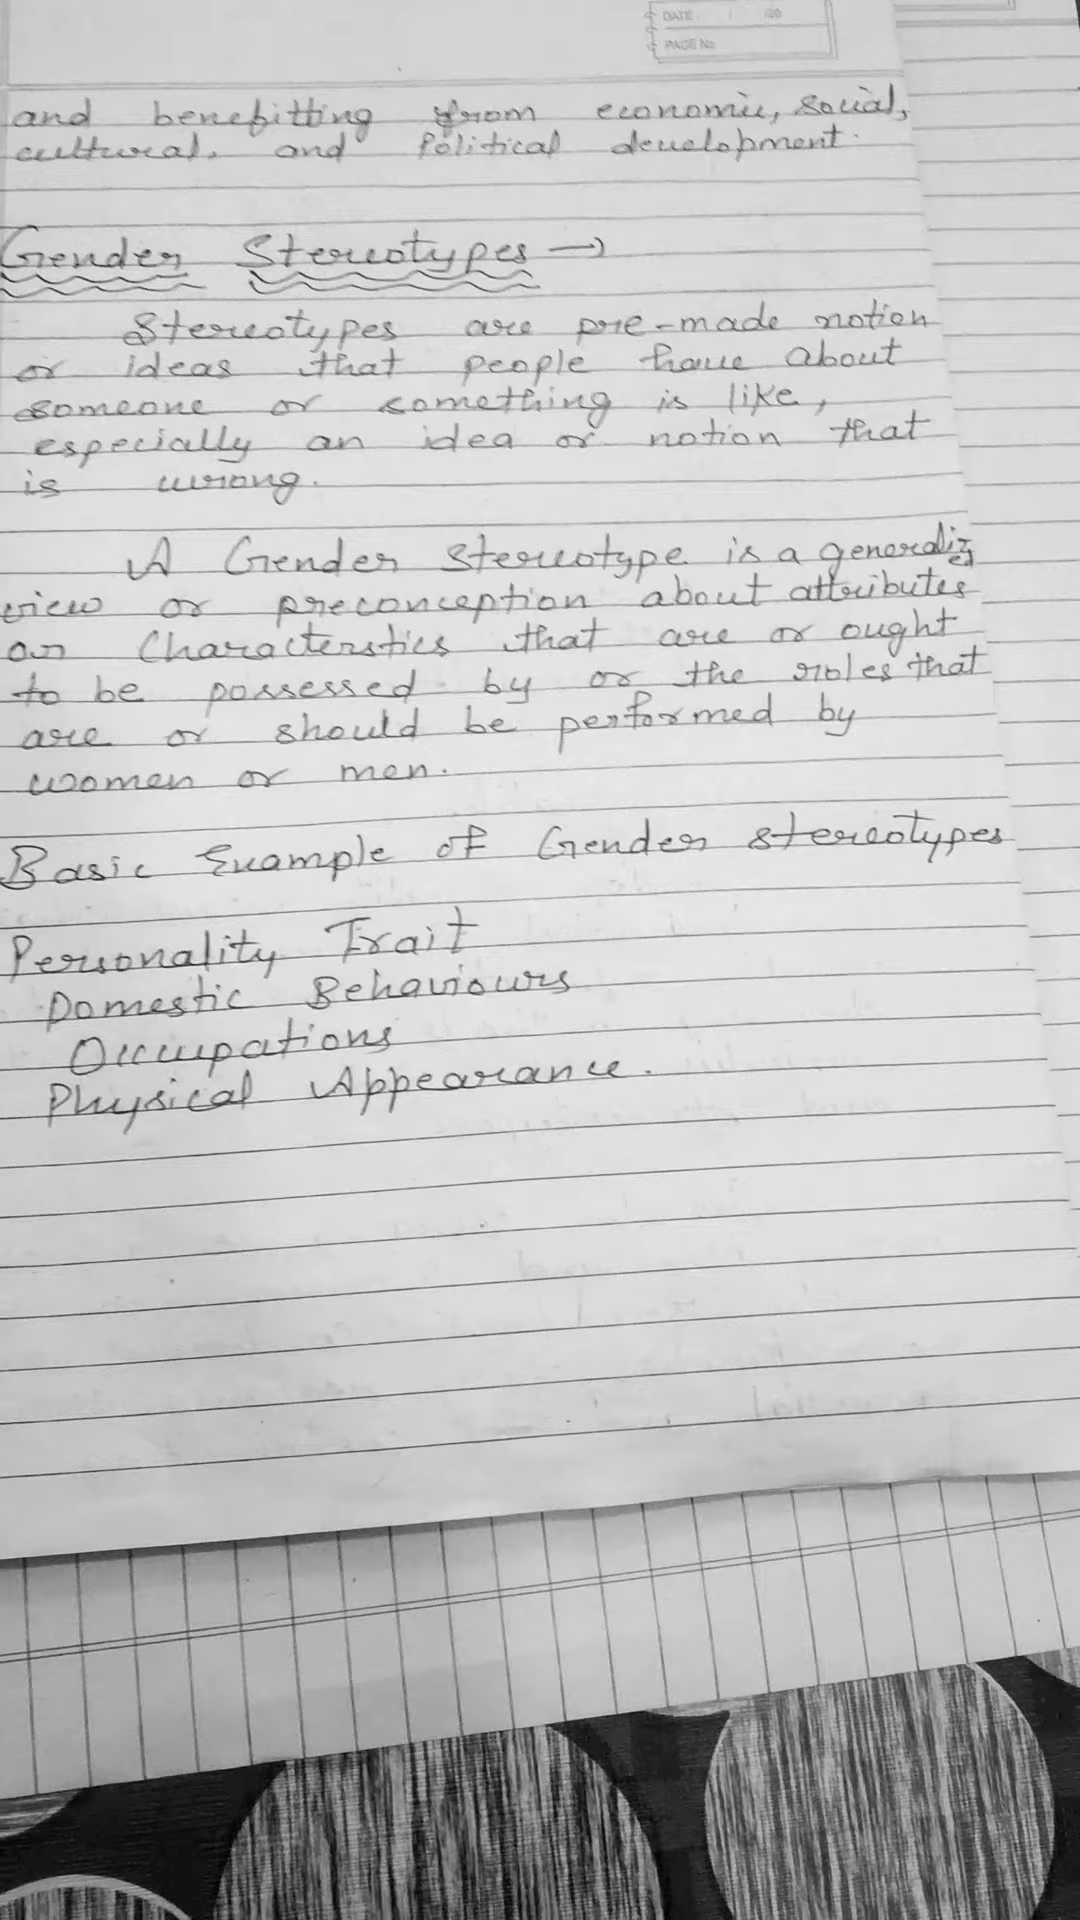 DATE / /20
PAGE No.
and benefitting from economic, social,
cultural, and Political development.
Gender Stereotypes →
Stereotypes are pre-made notion
or ideas that people have about
someone or something is like,
especially an idea or notion that
is wrong.
A Gender Stereotype is a generalized
view or preconception about attributes
or Characterstics that are or ought
to be possessed by or the roles that
are or should be performed by
women or men.
Basic Example of Gender stereotypes
Personality Trait
Domestic Behaviours
Occupations
Physical Appearance.